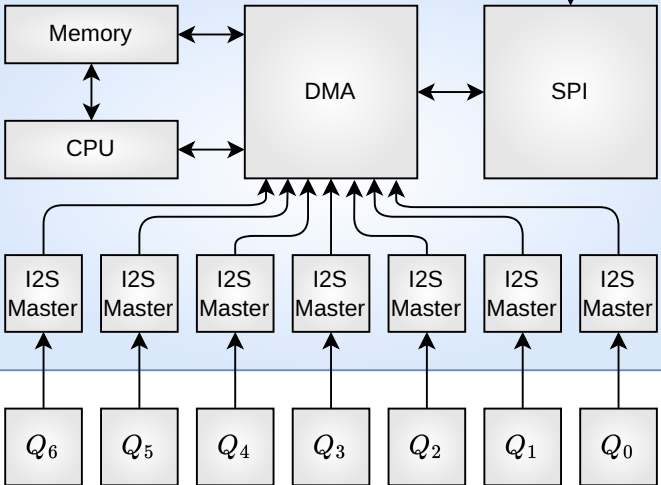 Memory
DMA
SPI
CPU
I2S
Master
I2S
Master
I2S
Master
I2S
Master
I2S
Master
I2S
Master
I2S
Master
Q6
Q5
Q4
Q3
Q2
Q1
Q0